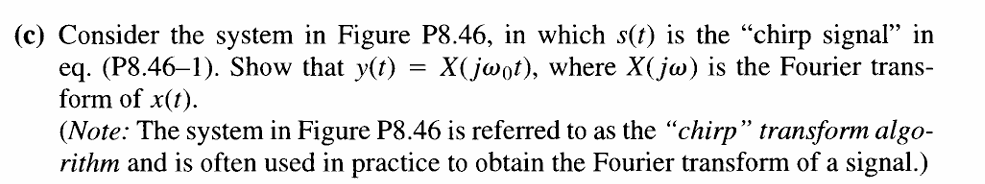 (c) Consider the system in Figure P8.46, in which s(t) is the “chirp signal” in
eq. (P8.46–1). Show that y(t) = X(jω₀t), where X(jω) is the Fourier trans-
form of x(t).
(Note: The system in Figure P8.46 is referred to as the “chirp” transform algo-
rithm and is often used in practice to obtain the Fourier transform of a signal.)